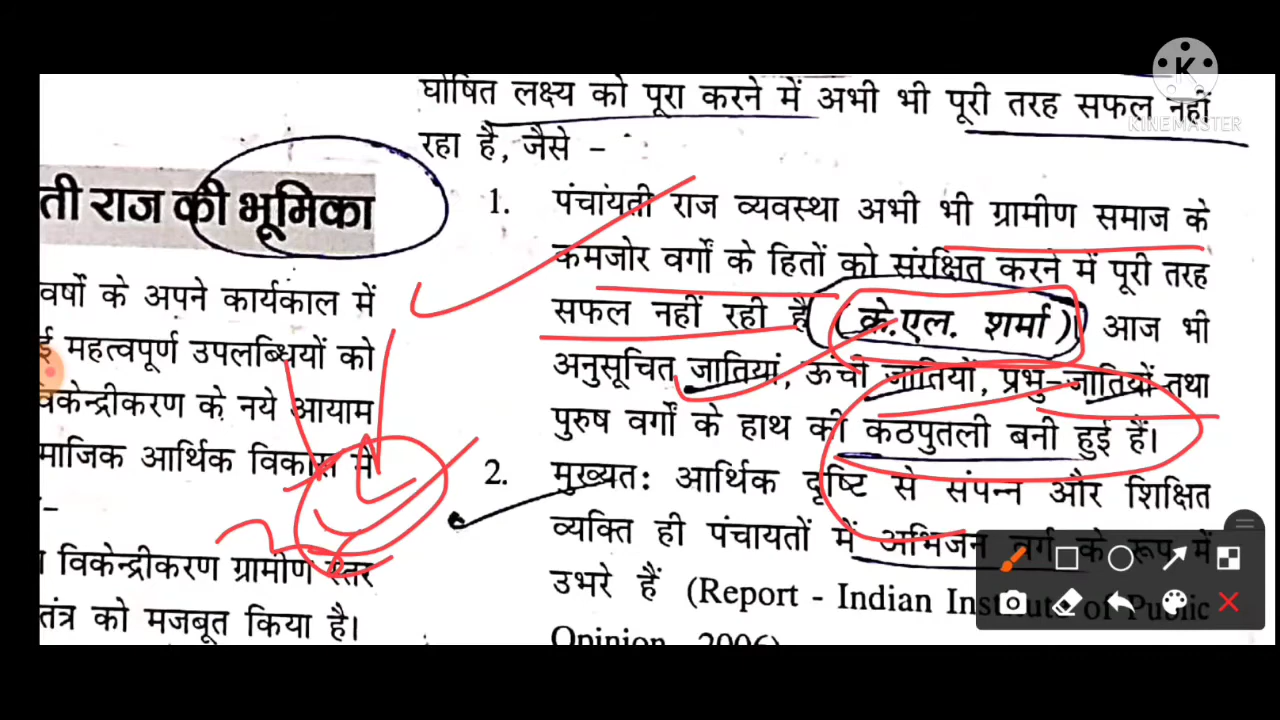 ती राज की भूमिका
वर्षों के अपने कार्यकाल में
ई महत्वपूर्ण उपलब्धियों को
विकेन्द्रीकरण के नये आयाम
माजिक आर्थिक विकास में
विकेन्द्रीकरण ग्रामीण स्तर
तंत्र को मजबूत किया है।
घोषित लक्ष्य को पूरा करने में अभी भी पूरी तरह सफल नहीं
रहा है, जैसे -
1. पंचायती राज व्यवस्था अभी भी ग्रामीण समाज के
कमजोर वर्गों के हितों को संरक्षित करने में पूरी तरह
सफल नहीं रही है (के.एल. शर्मा) आज भी
अनुसूचित जातियां, ऊंची जातियों, प्रभु-जातियों तथा
पुरुष वर्गों के हाथ की कठपुतली बनी हुई हैं।
2. मुख्यत: आर्थिक दृष्टि से संपन्न और शिक्षित
व्यक्ति ही पंचायतों में अभिजन वर्ग के रूप में
उभरे हैं (Report - Indian Institute of Public
Opinion, 2006)
K
KINEMASTER